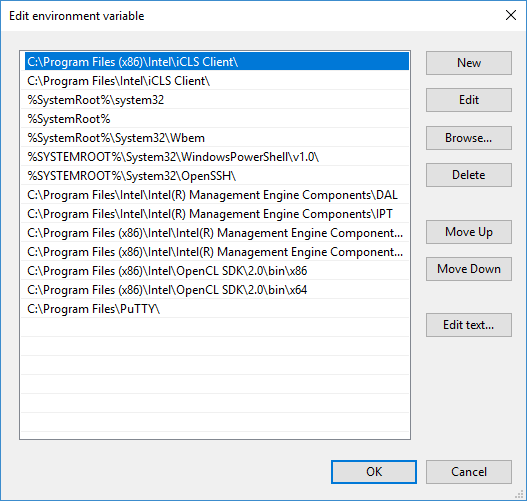 Edit environment variable
C:\Program Files (x86)\Intel\iCLS Client\
C:\Program Files\Intel\iCLS Client\
%SystemRoot%\system32
%SystemRoot%
%SystemRoot%\System32\Wbem
%SYSTEMROOT%\System32\WindowsPowerShell\v1.0\
%SYSTEMROOT%\System32\OpenSSH\
C:\Program Files\Intel\Intel(R) Management Engine Components\DAL
C:\Program Files\Intel\Intel(R) Management Engine Components\IPT
C:\Program Files (x86)\Intel\Intel(R) Management Engine Component...
C:\Program Files (x86)\Intel\Intel(R) Management Engine Component...
C:\Program Files (x86)\Intel\OpenCL SDK\2.0\bin\x86
C:\Program Files (x86)\Intel\OpenCL SDK\2.0\bin\x64
C:\Program Files\PuTTY\
New
Edit
Browse...
Delete
Move Up
Move Down
Edit text...
OK
Cancel